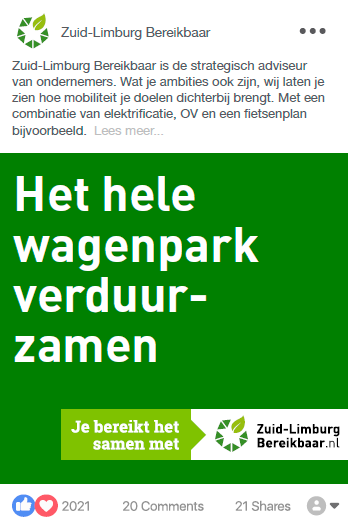 Zuid-Limburg Bereikbaar
Zuid-Limburg Bereikbaar is de strategisch adviseur
van ondernemers. Wat je ambities ook zijn, wij laten je
zien hoe mobiliteit je doelen dichterbij brengt. Met een
combinatie van elektrificatie, OV en een fietsenplan
bijvoorbeeld. Lees meer...
Het hele
wagenpark
verduur-
zamen
Je bereikt het
samen met
Zuid-Limburg
Bereikbaar.nl
2021 20 Comments 21 Shares